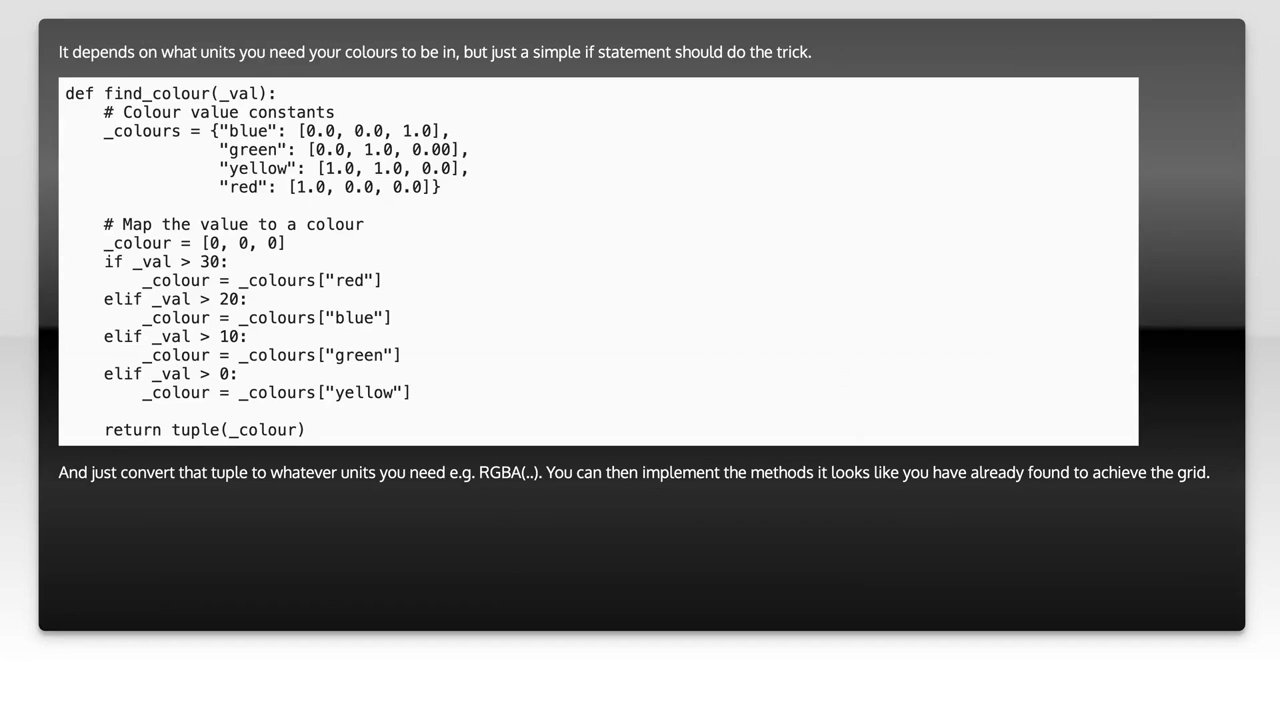 It depends on what units you need your colours to be in, but just a simple if statement should do the trick.
def find_colour(_val):
    # Colour value constants
    _colours = {"blue": [0.0, 0.0, 1.0],
                "green": [0.0, 1.0, 0.00],
                "yellow": [1.0, 1.0, 0.0],
                "red": [1.0, 0.0, 0.0]}
    # Map the value to a colour
    _colour = [0, 0, 0]
    if _val > 30:
        _colour = _colours["red"]
    elif _val > 20:
        _colour = _colours["blue"]
    elif _val > 10:
        _colour = _colours["green"]
    elif _val > 0:
        _colour = _colours["yellow"]
    return tuple(_colour)
And just convert that tuple to whatever units you need e.g. RGBA(..). You can then implement the methods it looks like you have already found to achieve the grid.